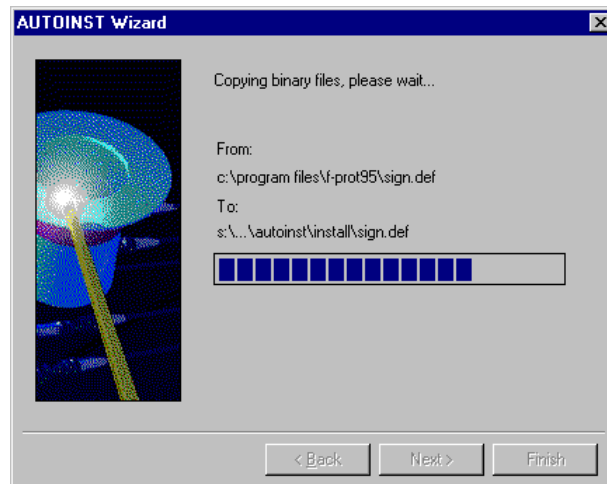 AUTOINST Wizard
Copying binary files, please wait...
From:
c:\program files\f-prot95\sign.def
To:
s:\...\autoinst\install\sign.def
< Back
Next >
Finish